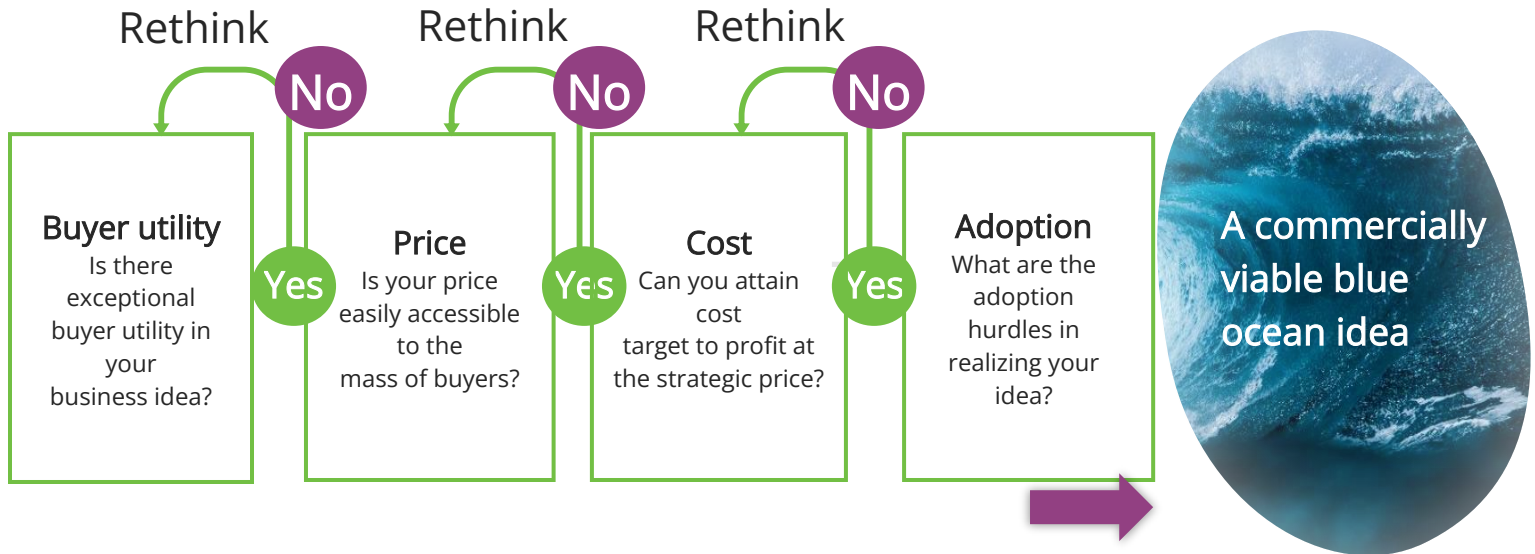 Rethink
No
Rethink
No
Rethink
No
Buyer utility
Is there
exceptional
buyer utility in
your
business idea?
Yes
Price
Is your price
easily accessible
to the
mass of buyers?
Yes
Cost
Can you attain
cost
target to profit at
the strategic price?
Yes
Adoption
What are the
adoption
hurdles in
realizing your
idea?
A commercially
viable blue
ocean idea